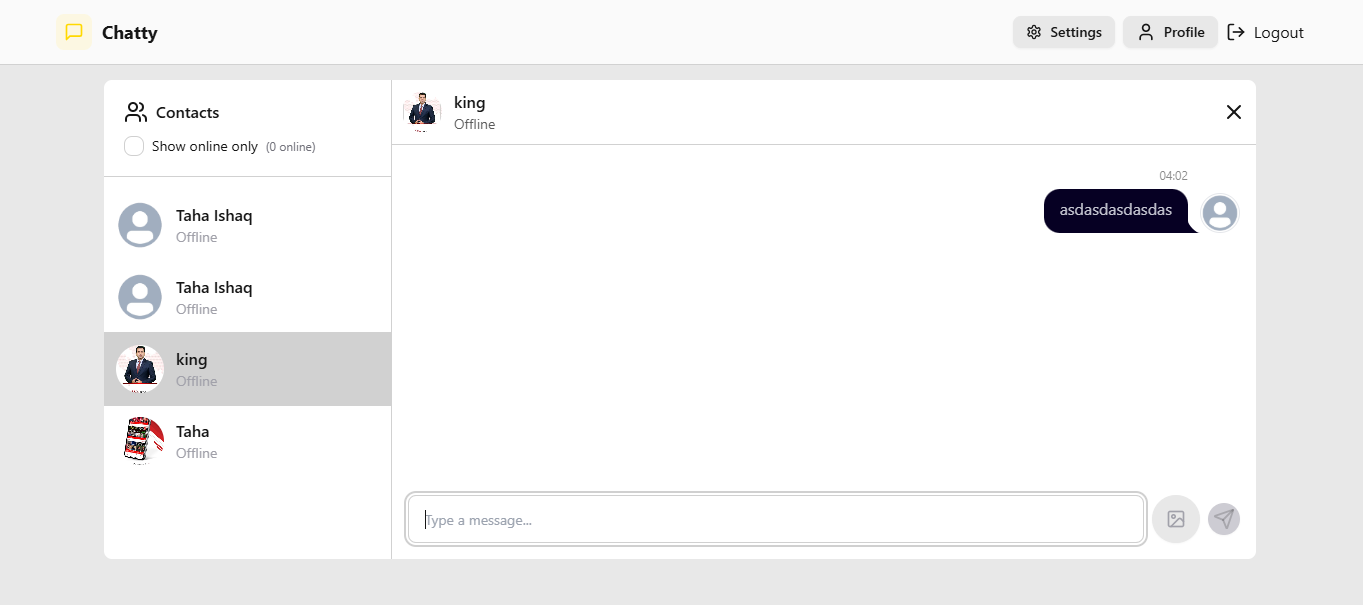 Chatty
Settings
Profile
Logout
Contacts
Show online only (0 online)
Taha Ishaq
Offline
Taha Ishaq
Offline
king
Offline
Taha
Offline
king
Offline
04:02
asdasdasdasdas
Type a message...